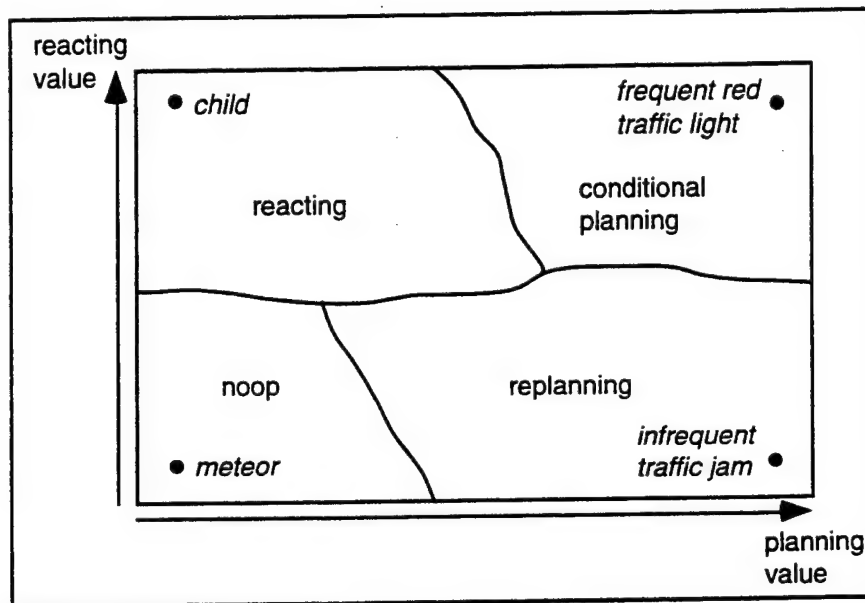 reacting
value
child
frequent red
traffic light
reacting
conditional
planning
noop
replanning
meteor
infrequent
traffic jam
planning
value